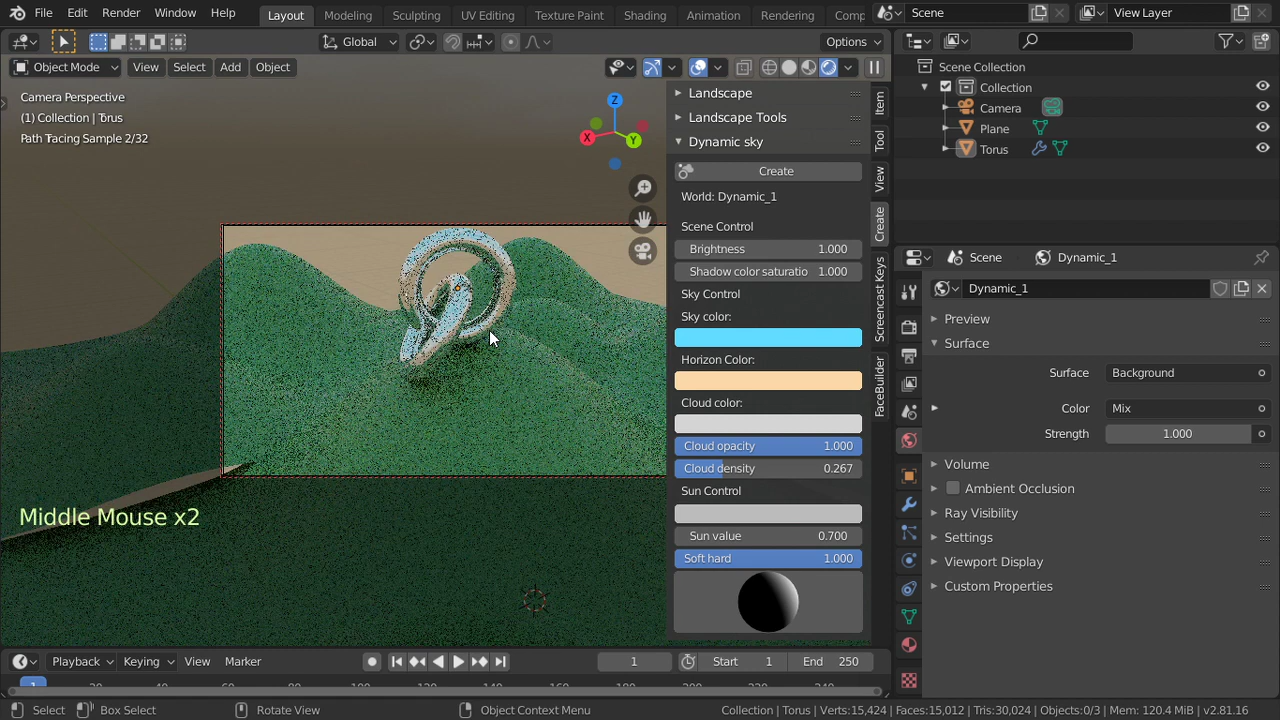 File Edit Render Window Help Layout Modeling Sculpting UV Editing Texture Paint Shading Animation Rendering Comp Scene View Layer
Global Options
Object Mode View Select Add Object
Camera Perspective
(1) Collection | Torus
Path Tracing Sample 2/32
Z
X
Y
Middle Mouse x2
Landscape
Landscape Tools
Dynamic sky
Create
World: Dynamic_1
Scene Control
Brightness 1.000
Shadow color saturatio 1.000
Sky Control
Sky color:
Horizon Color:
Cloud color:
Cloud opacity 1.000
Cloud density 0.267
Sun Control
Sun value 0.700
Soft hard 1.000
Item
Tool
View
Create
Screencast Keys
FaceBuilder
Scene Collection
Collection
Camera
Plane
Torus
Scene Dynamic_1
Dynamic_1
Preview
Surface
Surface Background
Color Mix
Strength 1.000
Volume
Ambient Occlusion
Ray Visibility
Settings
Viewport Display
Custom Properties
Playback Keying View Marker 1 Start 1 End 250
Select Box Select Rotate View Object Context Menu Collection | Torus | Verts:15,424 | Faces:15,012 | Tris:30,024 | Objects:0/3 | Mem: 120.4 MiB | v2.81.16